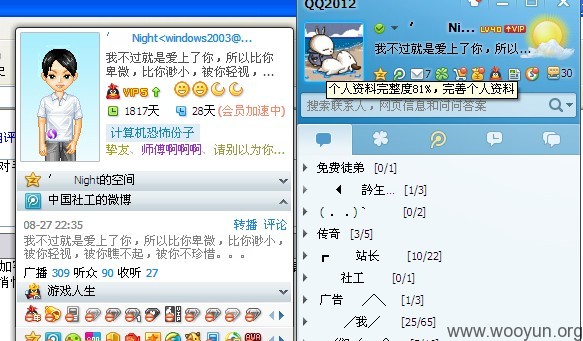 Night<windows2003@...
我不过就是爱上了你，所以比你
卑微，比你渺小，被你轻视，...
VIP5
1817天 28天(会员加速中)
计算机恐怖份子
挚友、师傅啊啊啊、请别以为你...
Night的空间
中国社工的微博
08-27 22:35 转播 评论
我不过就是爱上了你，所以比你卑微，比你渺小，
被你轻视，被你瞧不起，被你不珍惜。。。
广播 309 听众 90 收听 27
游戏人生
QQ2012
Ni... LV40 VIP
我不过就是爱上了你，所以...
7
30
个人资料完整度81%，完善个人资料
搜索联系人，网页信息和问问答案
免费徒弟 [0/1]
[1/3]
( . .)` [0/2]
传奇 [3/5]
┏ 站长 [10/22]
社工 [0/1]
广告 ╱╲ [1/3]
╱我╱ [25/65]
www.wooyun.org